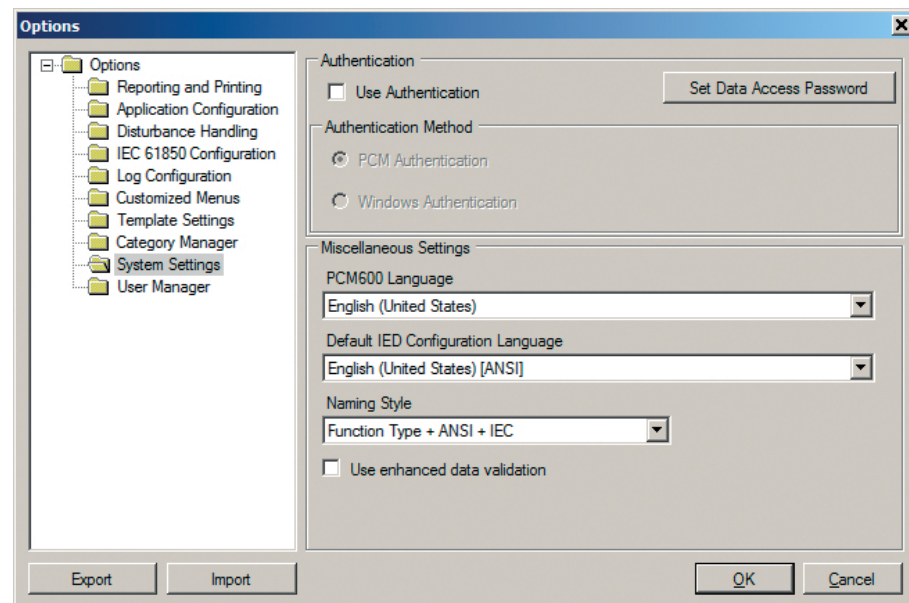 Options
Options
Reporting and Printing
Application Configuration
Disturbance Handling
IEC 61850 Configuration
Log Configuration
Customized Menus
Template Settings
Category Manager
System Settings
User Manager
Authentication
Use Authentication
Set Data Access Password
Authentication Method
PCM Authentication
Windows Authentication
Miscellaneous Settings
PCM600 Language
English (United States)
Default IED Configuration Language
English (United States) [ANSI]
Naming Style
Function Type + ANSI + IEC
Use enhanced data validation
Export
Import
OK
Cancel